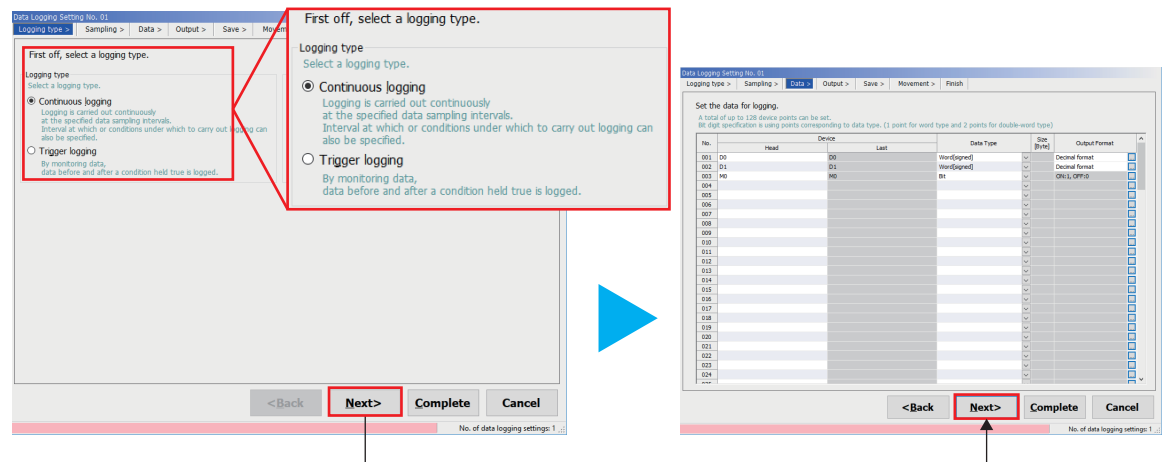 Data Logging Setting No. 01
Logging type > Sampling > Data > Output > Save > Movem
First off, select a logging type.
Logging type
Select a logging type.
Continuous logging
Logging is carried out continuously
at the specified data sampling intervals.
Interval at which or conditions under which to carry out logging can
also be specified.
Trigger logging
By monitoring data,
data before and after a condition held true is logged.
<Back Next> Complete Cancel
No. of data logging settings: 1
First off, select a logging type.
Logging type
Select a logging type.
Continuous logging
Logging is carried out continuously
at the specified data sampling intervals.
Interval at which or conditions under which to carry out logging can
also be specified.
Trigger logging
By monitoring data,
data before and after a condition held true is logged.
Data Logging Setting No. 01
Logging type > Sampling > Data > Output > Save > Movement > Finish
Set the data for logging.
A total of up to 128 device points can be set.
Bit digit specification is using points corresponding to data type. (1 point for word type and 2 points for double-word type)
No. Device Head Last Data Type Size [Byte] Output Format
001 D0 D0 Word[signed] Decimal format
002 D1 D1 Word[signed] Decimal format
003 M0 M0 Bit ON:1, OFF:0
004
005
006
007
008
009
010
011
012
013
014
015
016
017
018
019
020
021
022
023
024
<Back Next> Complete Cancel
No. of data logging settings: 1